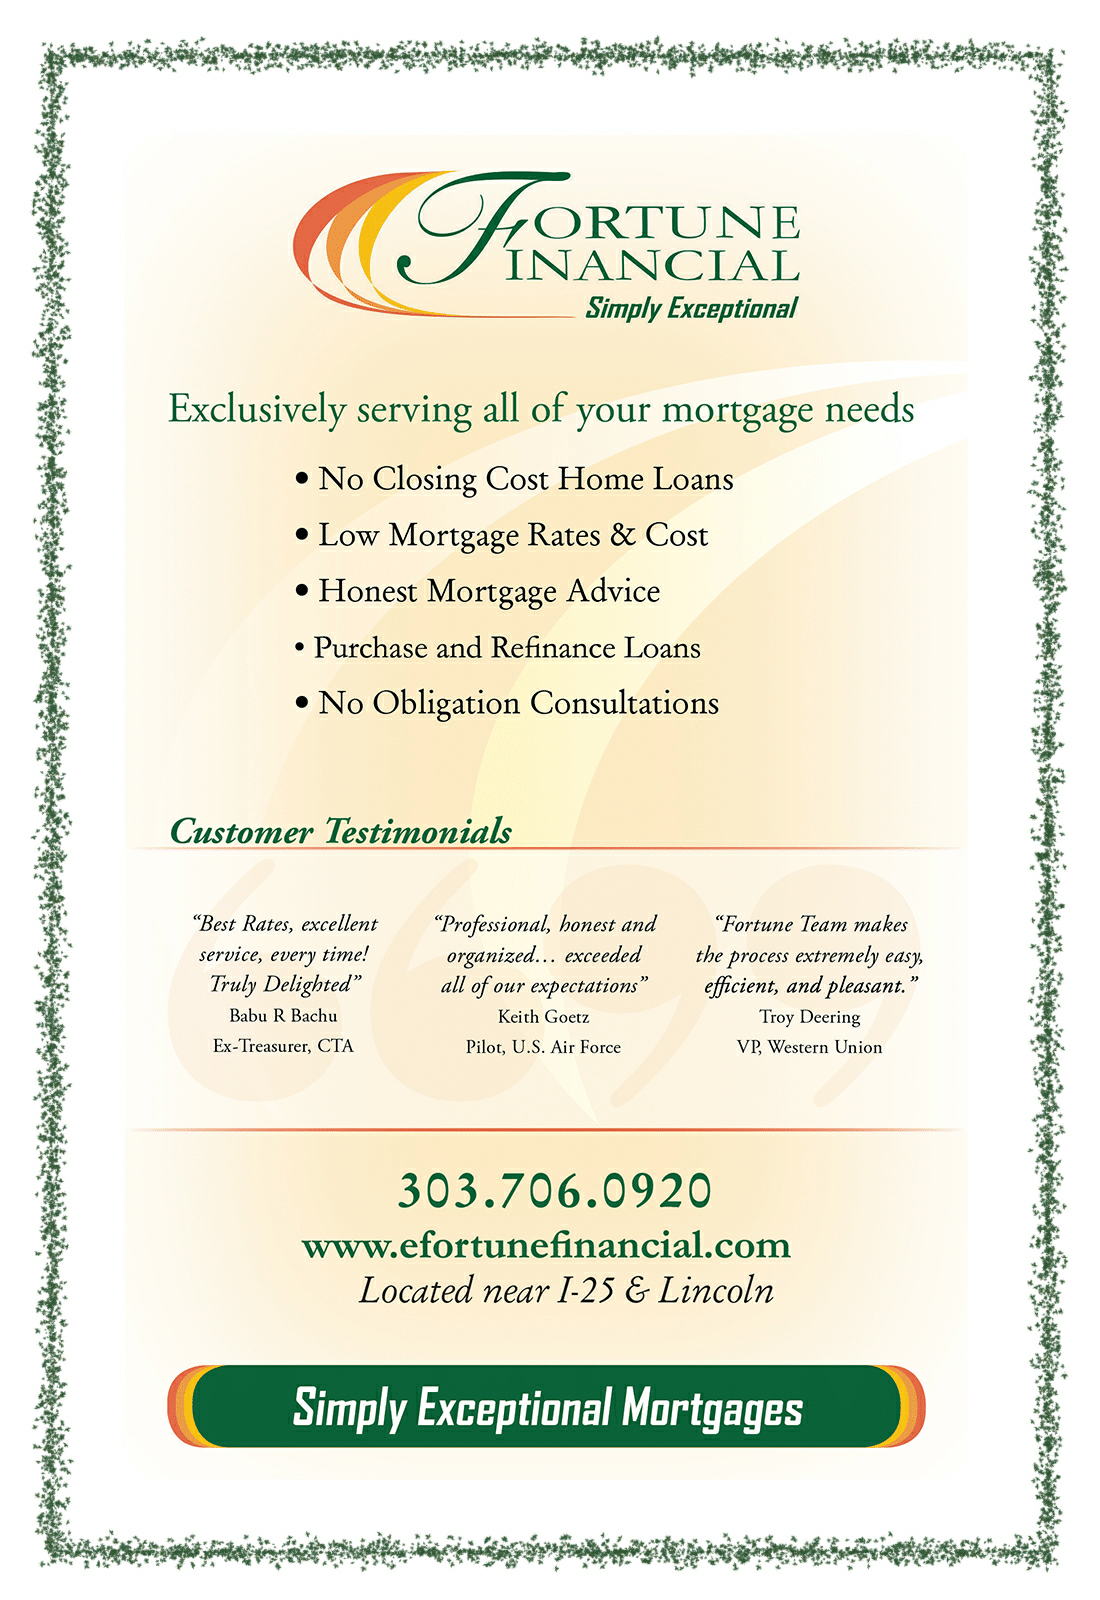 FORTUNE
FINANCIAL
Simply Exceptional
Exclusively serving all of your mortgage needs
• No Closing Cost Home Loans
• Low Mortgage Rates & Cost
• Honest Mortgage Advice
• Purchase and Refinance Loans
• No Obligation Consultations
Customer Testimonials
“Best Rates, excellent
service, every time!
Truly Delighted”
Babu R Bachu
Ex-Treasurer, CTA
“Professional, honest and
organized… exceeded
all of our expectations”
Keith Goetz
Pilot, U.S. Air Force
“Fortune Team makes
the process extremely easy,
efficient, and pleasant.”
Troy Deering
VP, Western Union
303.706.0920
www.efortunefinancial.com
Located near I-25 & Lincoln
Simply Exceptional Mortgages